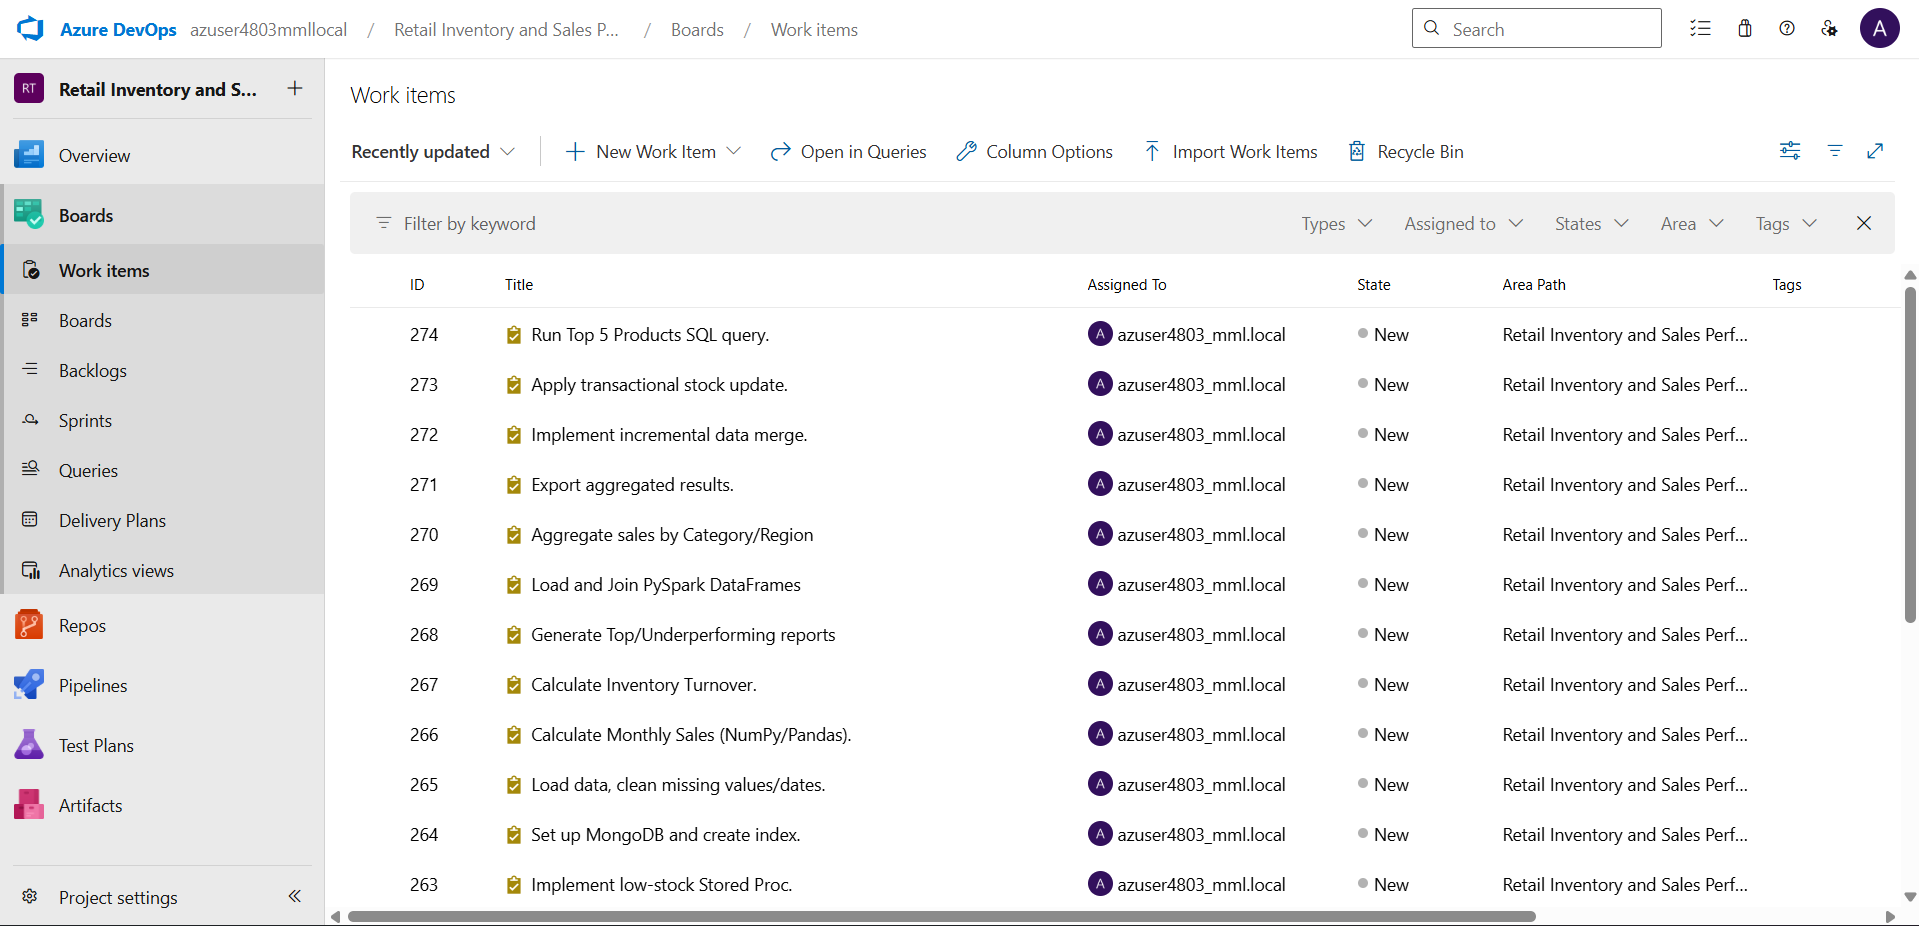 Azure DevOps azuser4803mmllocal / Retail Inventory and Sales P... / Boards / Work items Search A
RT Retail Inventory and S...
Overview
Boards
Work items
Boards
Backlogs
Sprints
Queries
Delivery Plans
Analytics views
Repos
Pipelines
Test Plans
Artifacts
Project settings
Work items
Recently updated New Work Item Open in Queries Column Options Import Work Items Recycle Bin
Filter by keyword Types Assigned to States Area Tags
ID Title Assigned To State Area Path Tags
274 Run Top 5 Products SQL query. A azuser4803_mml.local New Retail Inventory and Sales Perf...
273 Apply transactional stock update. A azuser4803_mml.local New Retail Inventory and Sales Perf...
272 Implement incremental data merge. A azuser4803_mml.local New Retail Inventory and Sales Perf...
271 Export aggregated results. A azuser4803_mml.local New Retail Inventory and Sales Perf...
270 Aggregate sales by Category/Region A azuser4803_mml.local New Retail Inventory and Sales Perf...
269 Load and Join PySpark DataFrames A azuser4803_mml.local New Retail Inventory and Sales Perf...
268 Generate Top/Underperforming reports A azuser4803_mml.local New Retail Inventory and Sales Perf...
267 Calculate Inventory Turnover. A azuser4803_mml.local New Retail Inventory and Sales Perf...
266 Calculate Monthly Sales (NumPy/Pandas). A azuser4803_mml.local New Retail Inventory and Sales Perf...
265 Load data, clean missing values/dates. A azuser4803_mml.local New Retail Inventory and Sales Perf...
264 Set up MongoDB and create index. A azuser4803_mml.local New Retail Inventory and Sales Perf...
263 Implement low-stock Stored Proc. A azuser4803_mml.local New Retail Inventory and Sales Perf...